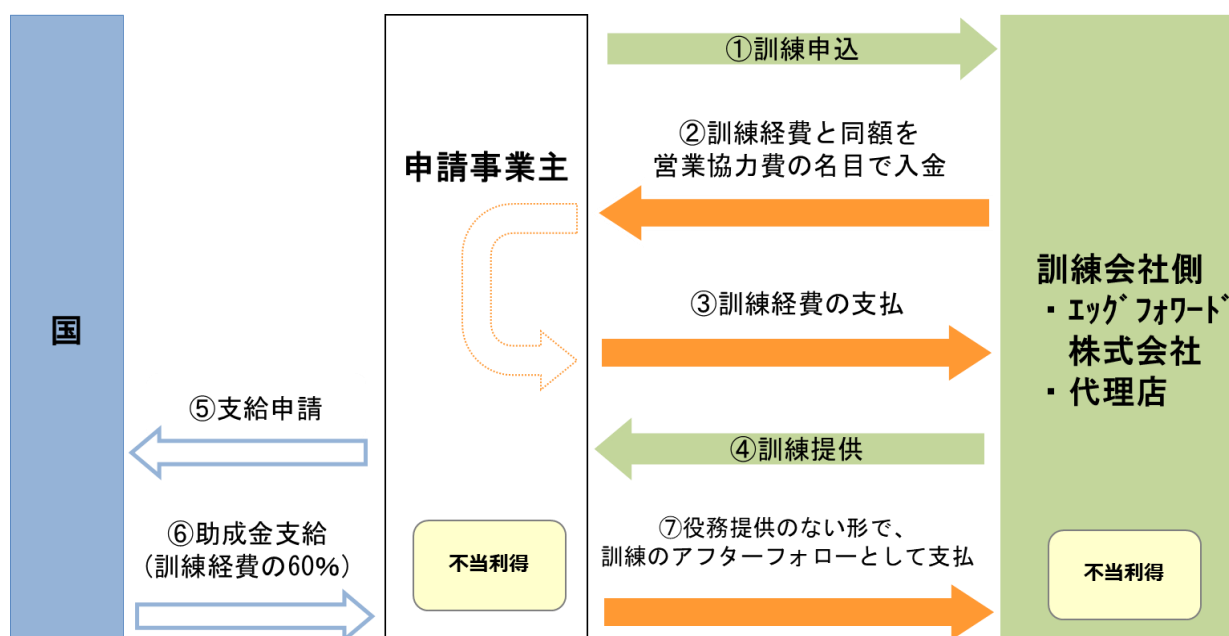 ①訓練申込
②訓練経費と同額を
営業協力費の名目で入金
申請事業主
訓練会社側
・ｴｯｸﾞﾌｫﾜｰﾄﾞ
株式会社
・代理店
③訓練経費の支払
国
⑤支給申請
④訓練提供
⑥助成金支給
(訓練経費の60%)
⑦役務提供のない形で、
訓練のアフターフォローとして支払
不当利得
不当利得